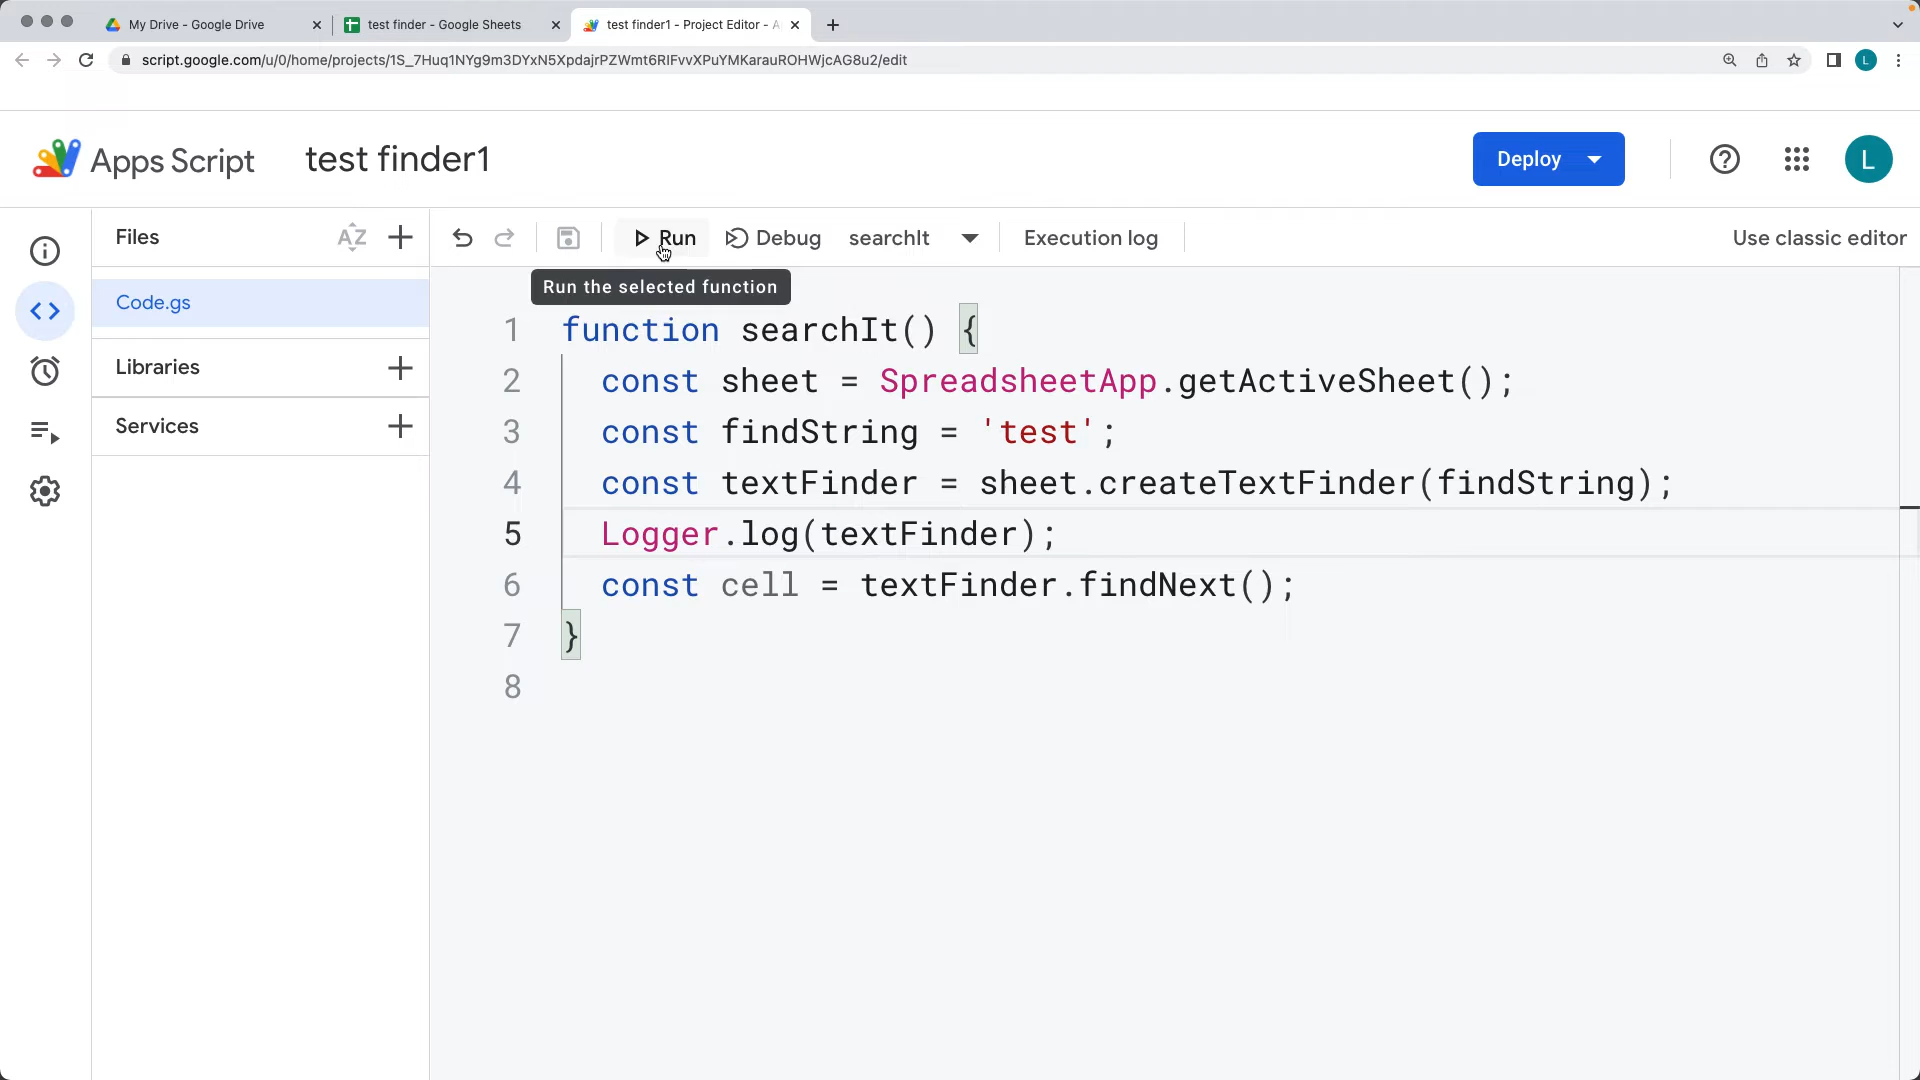 My Drive - Google Drive
test finder - Google Sheets
test finder1 - Project Editor - A
script.google.com/u/0/home/projects/1S_7Huq1NYg9m3DYxN5XpdajrPZWmt6RIFvvXPuYMKarauROHWjcAG8u2/edit
L
Apps Script
test finder1
Deploy
L
Files
AZ
Run
Debug
searchIt
Execution log
Use classic editor
Run the selected function
Code.gs
Libraries
Services
1 function searchIt() {
2 const sheet = SpreadsheetApp.getActiveSheet();
3 const findString = 'test';
4 const textFinder = sheet.createTextFinder(findString);
5 Logger.log(textFinder);
6 const cell = textFinder.findNext();
7 }
8